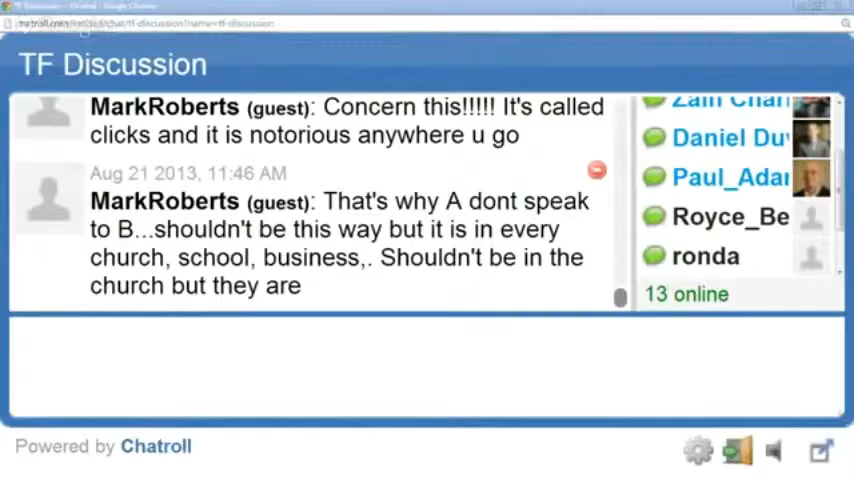 TF Discussion
MarkRoberts (guest): Concern this!!!!! It's called
clicks and it is notorious anywhere u go
Aug 21 2013, 11:46 AM
MarkRoberts (guest): That's why A dont speak
to B...shouldn't be this way but it is in every
church, school, business,. Shouldn't be in the
church but they are
Zain Chan
Daniel Du
Paul_Adar
Royce_Be
ronda
13 online
Powered by Chatroll